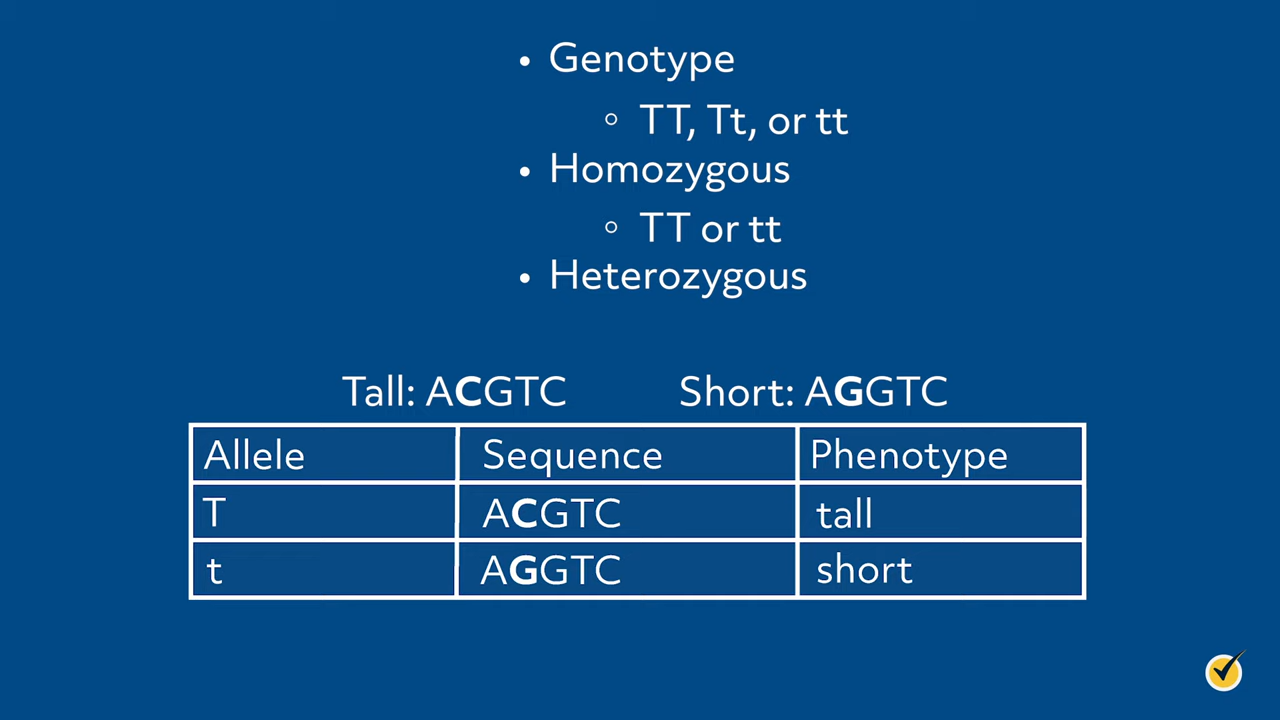 • Genotype
◦ TT, Tt, or tt
• Homozygous
◦ TT or tt
• Heterozygous
Tall: ACGTC Short: AGGTC
Allele Sequence Phenotype
T ACGTC tall
t AGGTC short